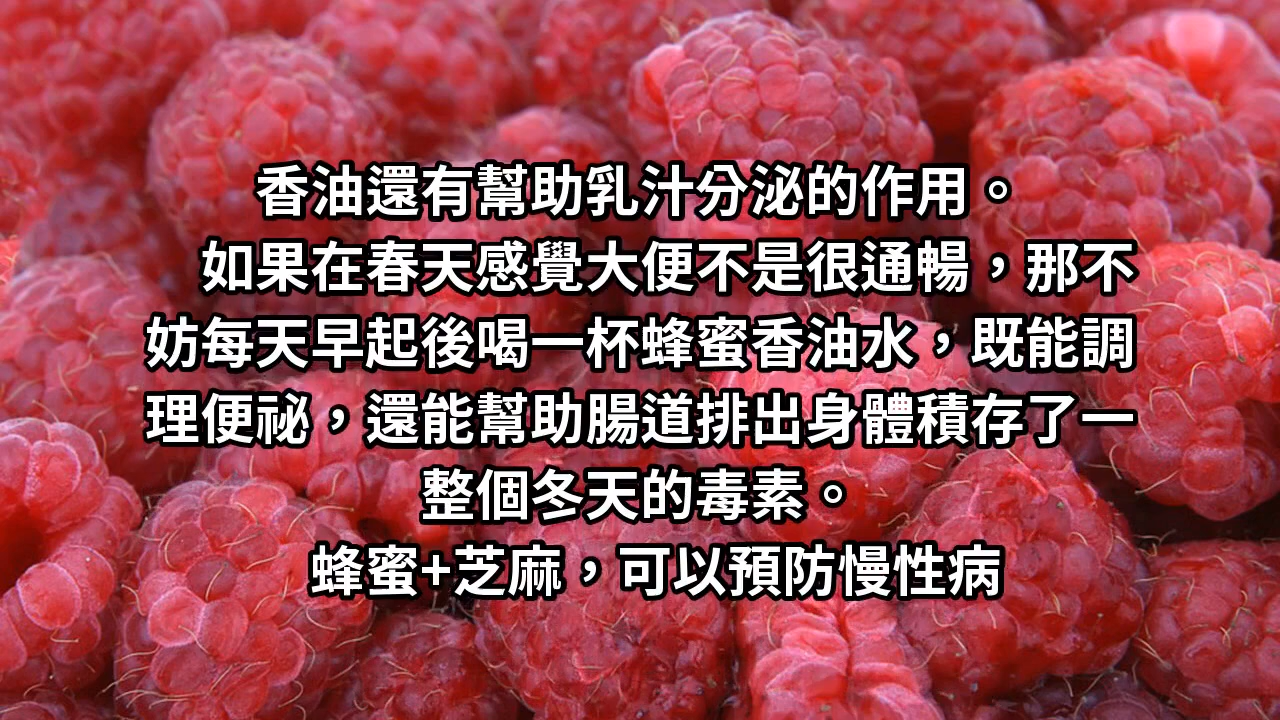 香油還有幫助乳汁分泌的作用。
如果在春天感覺大便不是很通暢，那不
妨每天早起後喝一杯蜂蜜香油水，既能調
理便祕，還能幫助腸道排出身體積存了一
整個冬天的毒素。
蜂蜜+芝麻，可以預防慢性病